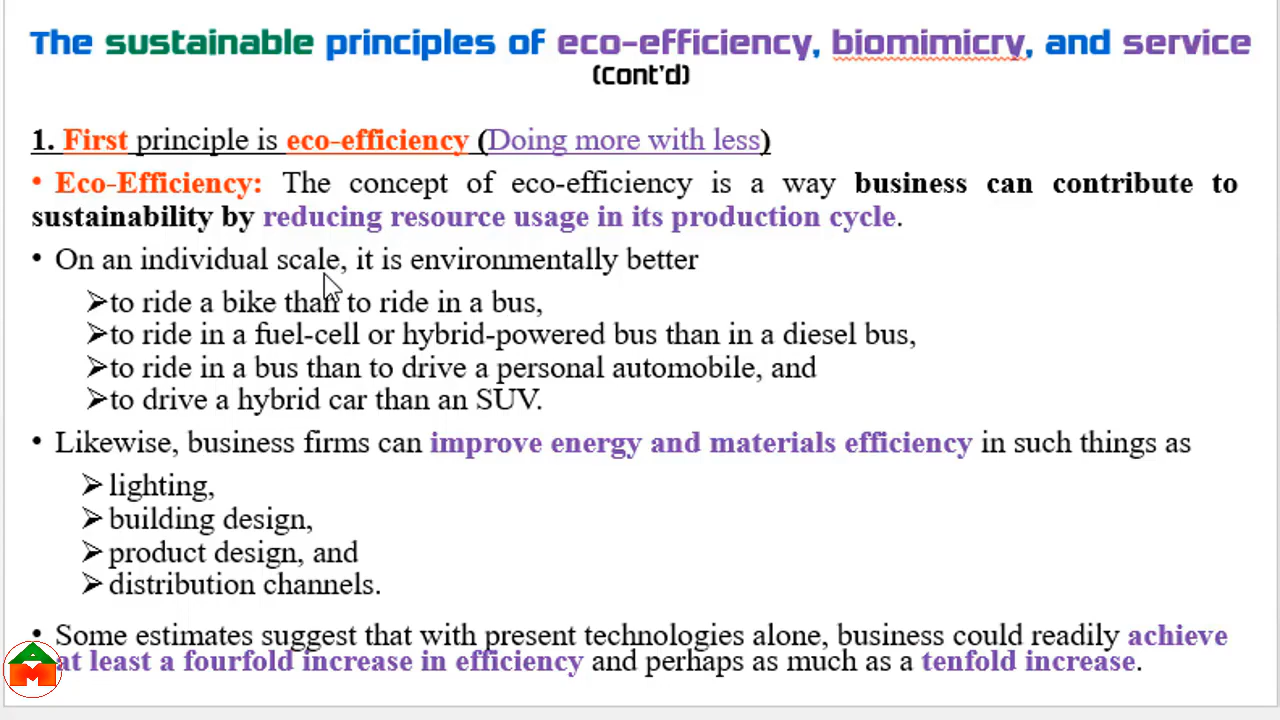 The sustainable principles of eco-efficiency, biomimicry, and service
(Cont'd)
1. First principle is eco-efficiency (Doing more with less)
• Eco-Efficiency: The concept of eco-efficiency is a way business can contribute to
sustainability by reducing resource usage in its production cycle.
• On an individual scale, it is environmentally better
➢to ride a bike than to ride in a bus,
➢to ride in a fuel-cell or hybrid-powered bus than in a diesel bus,
➢to ride in a bus than to drive a personal automobile, and
➢to drive a hybrid car than an SUV.
• Likewise, business firms can improve energy and materials efficiency in such things as
➢ lighting,
➢ building design,
➢ product design, and
➢ distribution channels.
• Some estimates suggest that with present technologies alone, business could readily achieve
at least a fourfold increase in efficiency and perhaps as much as a tenfold increase.
A
M